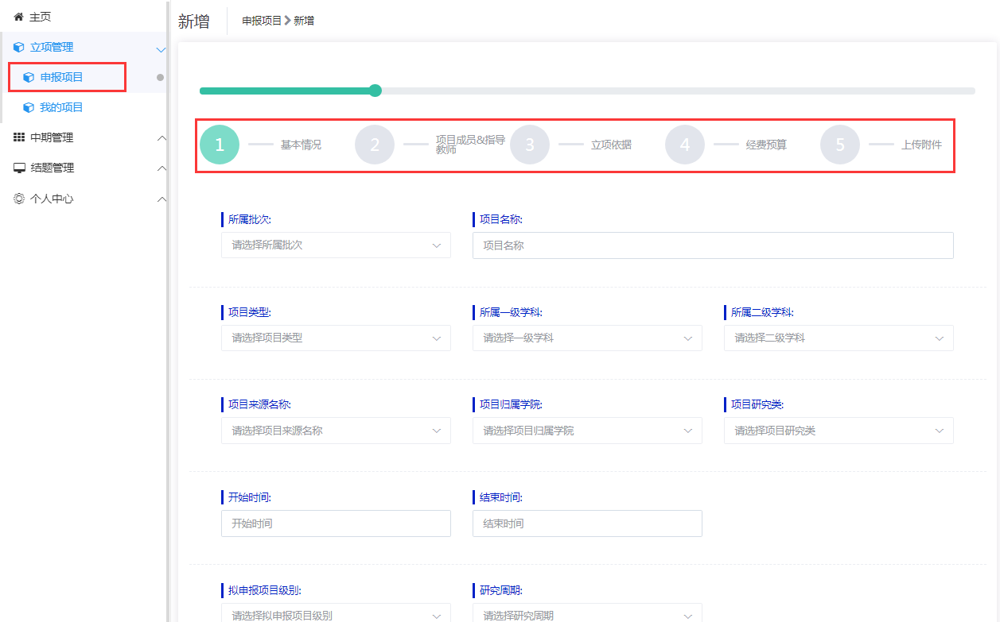 主页
立项管理
申报项目
我的项目
中期管理
结题管理
个人中心
新增
申报项目 新增
1 基本情况
2 项目成员&指导
教师
3 立项依据
4 经费预算
5 上传附件
所属批次: 项目名称:
请选择所属批次 项目名称
项目类型: 所属一级学科: 所属二级学科:
请选择项目类型 请选择一级学科 请选择二级学科
项目来源名称: 项目归属学院: 项目研究类:
请选择项目来源名称 请选择项目归属学院 请选择项目研究类
开始时间: 结束时间:
开始时间 结束时间
拟申报项目级别: 研究周期:
请选择拟申报项目级别 请选择研究周期